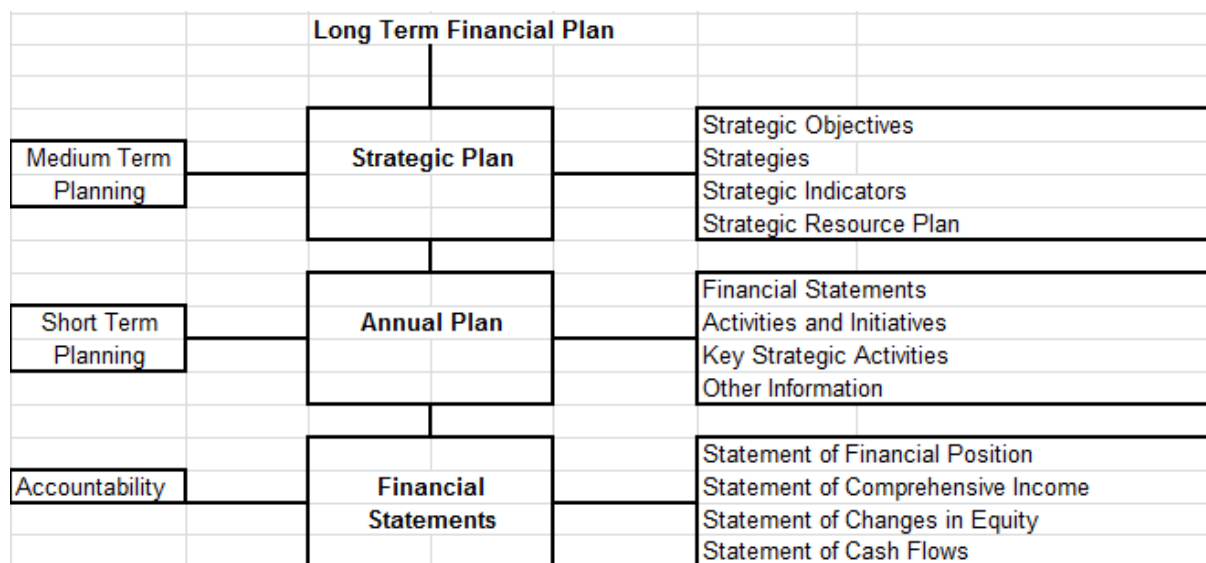 Long Term Financial Plan
Medium Term
Planning
Strategic Plan
Strategic Objectives
Strategies
Strategic Indicators
Strategic Resource Plan
Short Term
Planning
Annual Plan
Financial Statements
Activities and Initiatives
Key Strategic Activities
Other Information
Accountability
Financial
Statements
Statement of Financial Position
Statement of Comprehensive Income
Statement of Changes in Equity
Statement of Cash Flows